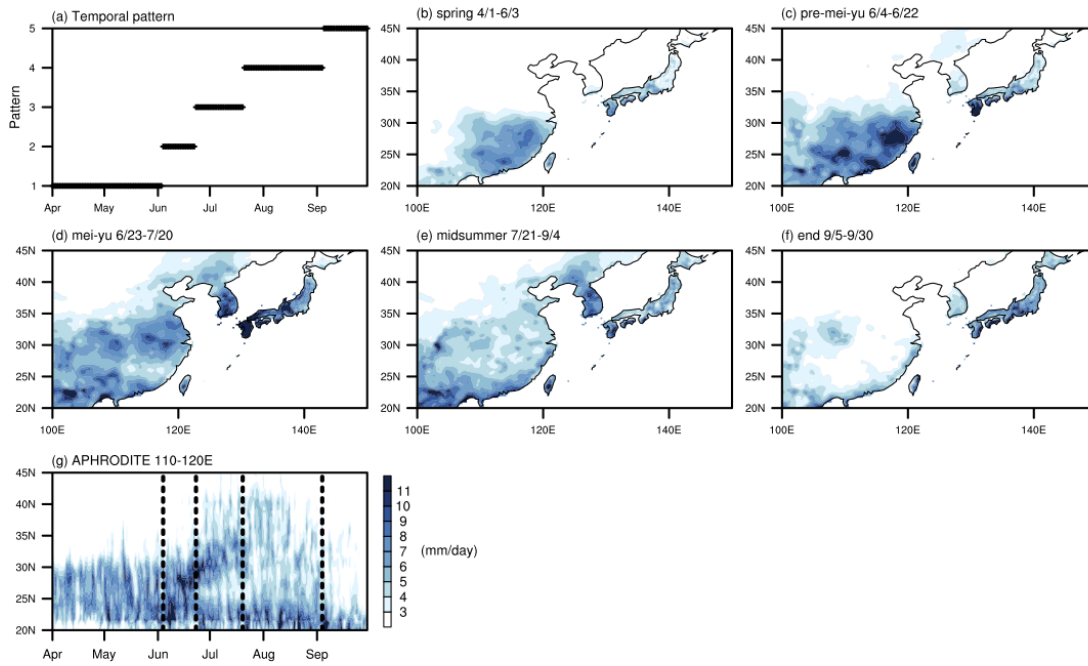 (a) Temporal pattern
(b) spring 4/1-6/3
(c) pre-mei-yu 6/4-6/22
Pattern
5
4
3
2
1
Apr May Jun Jul Aug Sep
45N
40N
35N
30N
25N
20N
100E 120E 140E
45N
40N
35N
30N
25N
20N
100E 120E 140E
(d) mei-yu 6/23-7/20
(e) midsummer 7/21-9/4
(f) end 9/5-9/30
45N
40N
35N
30N
25N
20N
100E 120E 140E
45N
40N
35N
30N
25N
20N
100E 120E 140E
45N
40N
35N
30N
25N
20N
100E 120E 140E
(g) APHRODITE 110-120E
45N
40N
35N
30N
25N
20N
Apr May Jun Jul Aug Sep
11
10
9
8
7
6
5
4
3
(mm/day)